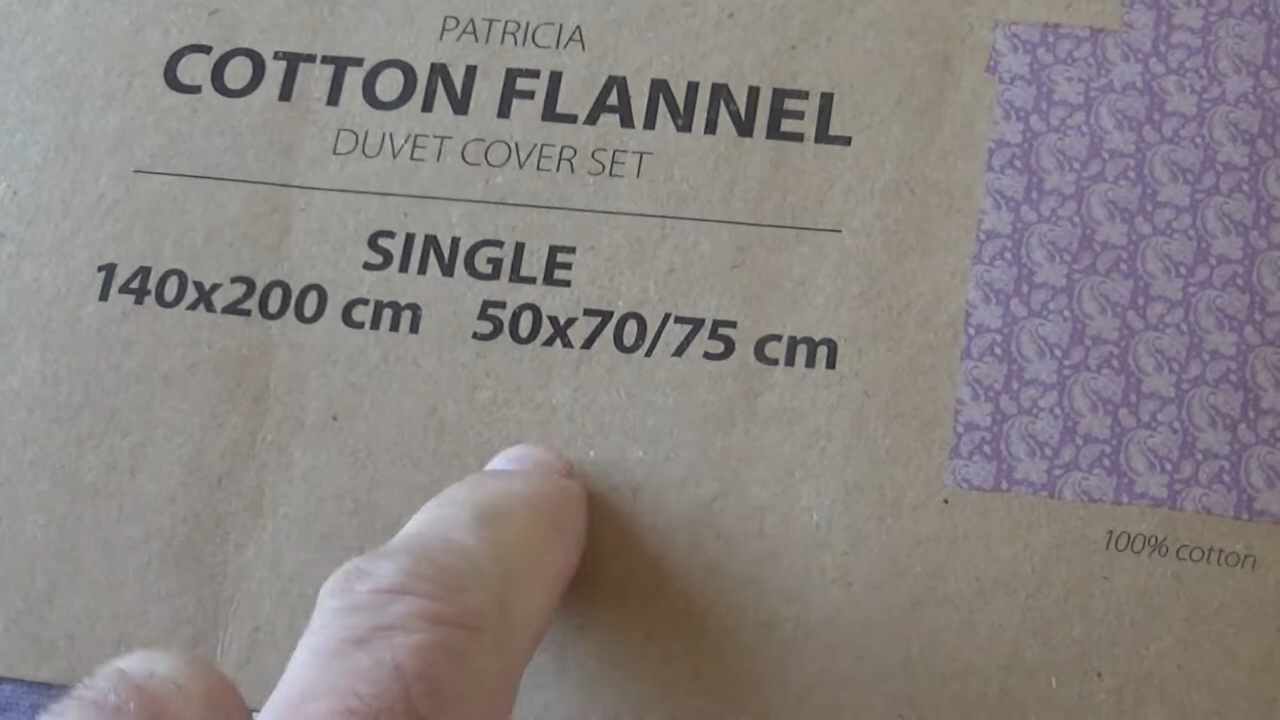 PATRICIA
COTTON FLANNEL
DUVET COVER SET
SINGLE
140x200 cm 50x70/75 cm
100% cotton